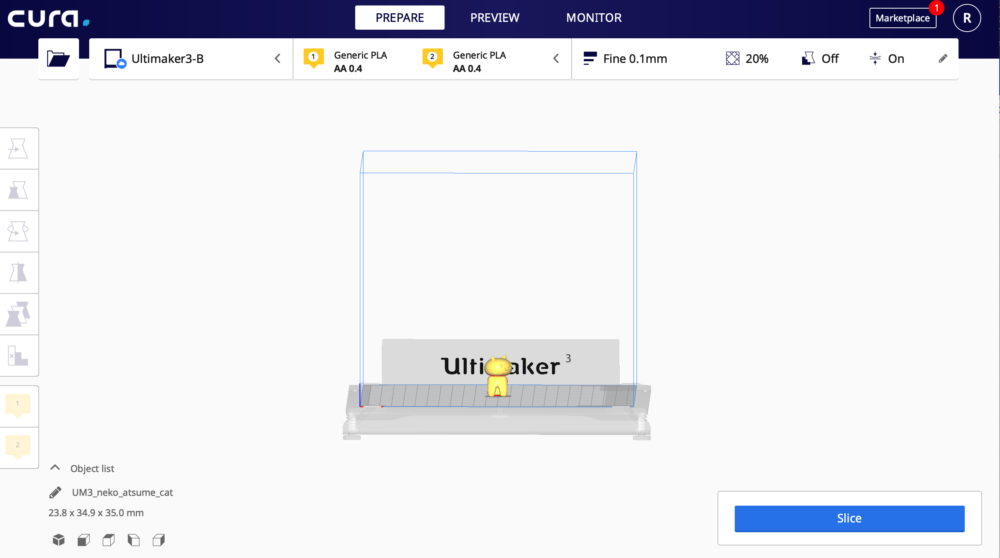 cura.
PREPARE
PREVIEW
MONITOR
Marketplace
1
R
Ultimaker3-B
1
Generic PLA
AA 0.4
2
Generic PLA
AA 0.4
Fine 0.1mm
20%
Off
On
Ulti aker 3
1
2
Object list
UM3_neko_atsume_cat
23.8 x 34.9 x 35.0 mm
Slice